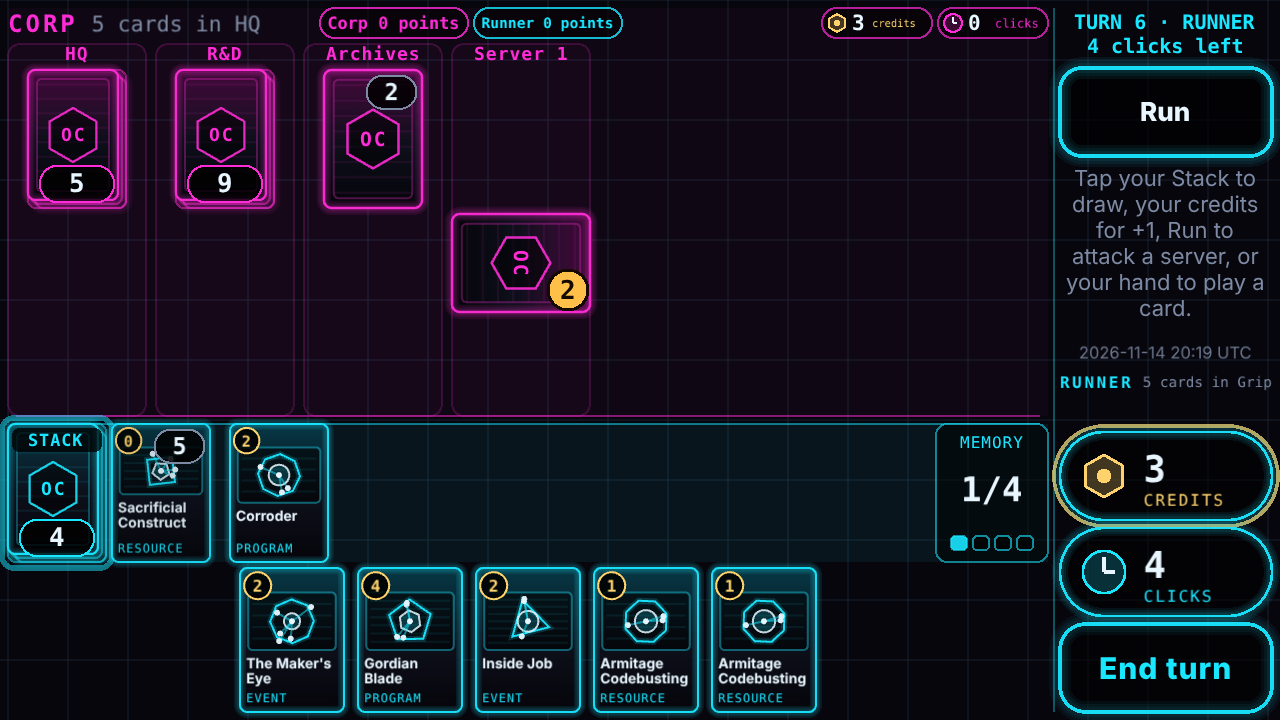 CORP 5 cards in HQ
Corp 0 points
Runner 0 points
3 credits
0 clicks
TURN 6 · RUNNER
4 clicks left
HQ
R&D
Archives
Server 1
OC
5
OC
9
2
OC
OC
2
Run
Tap your Stack to
draw, your credits
for +1, Run to
attack a server, or
your hand to play a
card.
2026-11-14 20:19 UTC
RUNNER 5 cards in Grip
STACK
OC
4
0
5
Sacrificial
Construct
RESOURCE
2
Corroder
PROGRAM
MEMORY
1/4
3
CREDITS
4
CLICKS
2
The Maker's
Eye
EVENT
4
Gordian
Blade
PROGRAM
2
Inside Job
EVENT
1
Armitage
Codebusting
RESOURCE
1
Armitage
Codebusting
RESOURCE
End turn